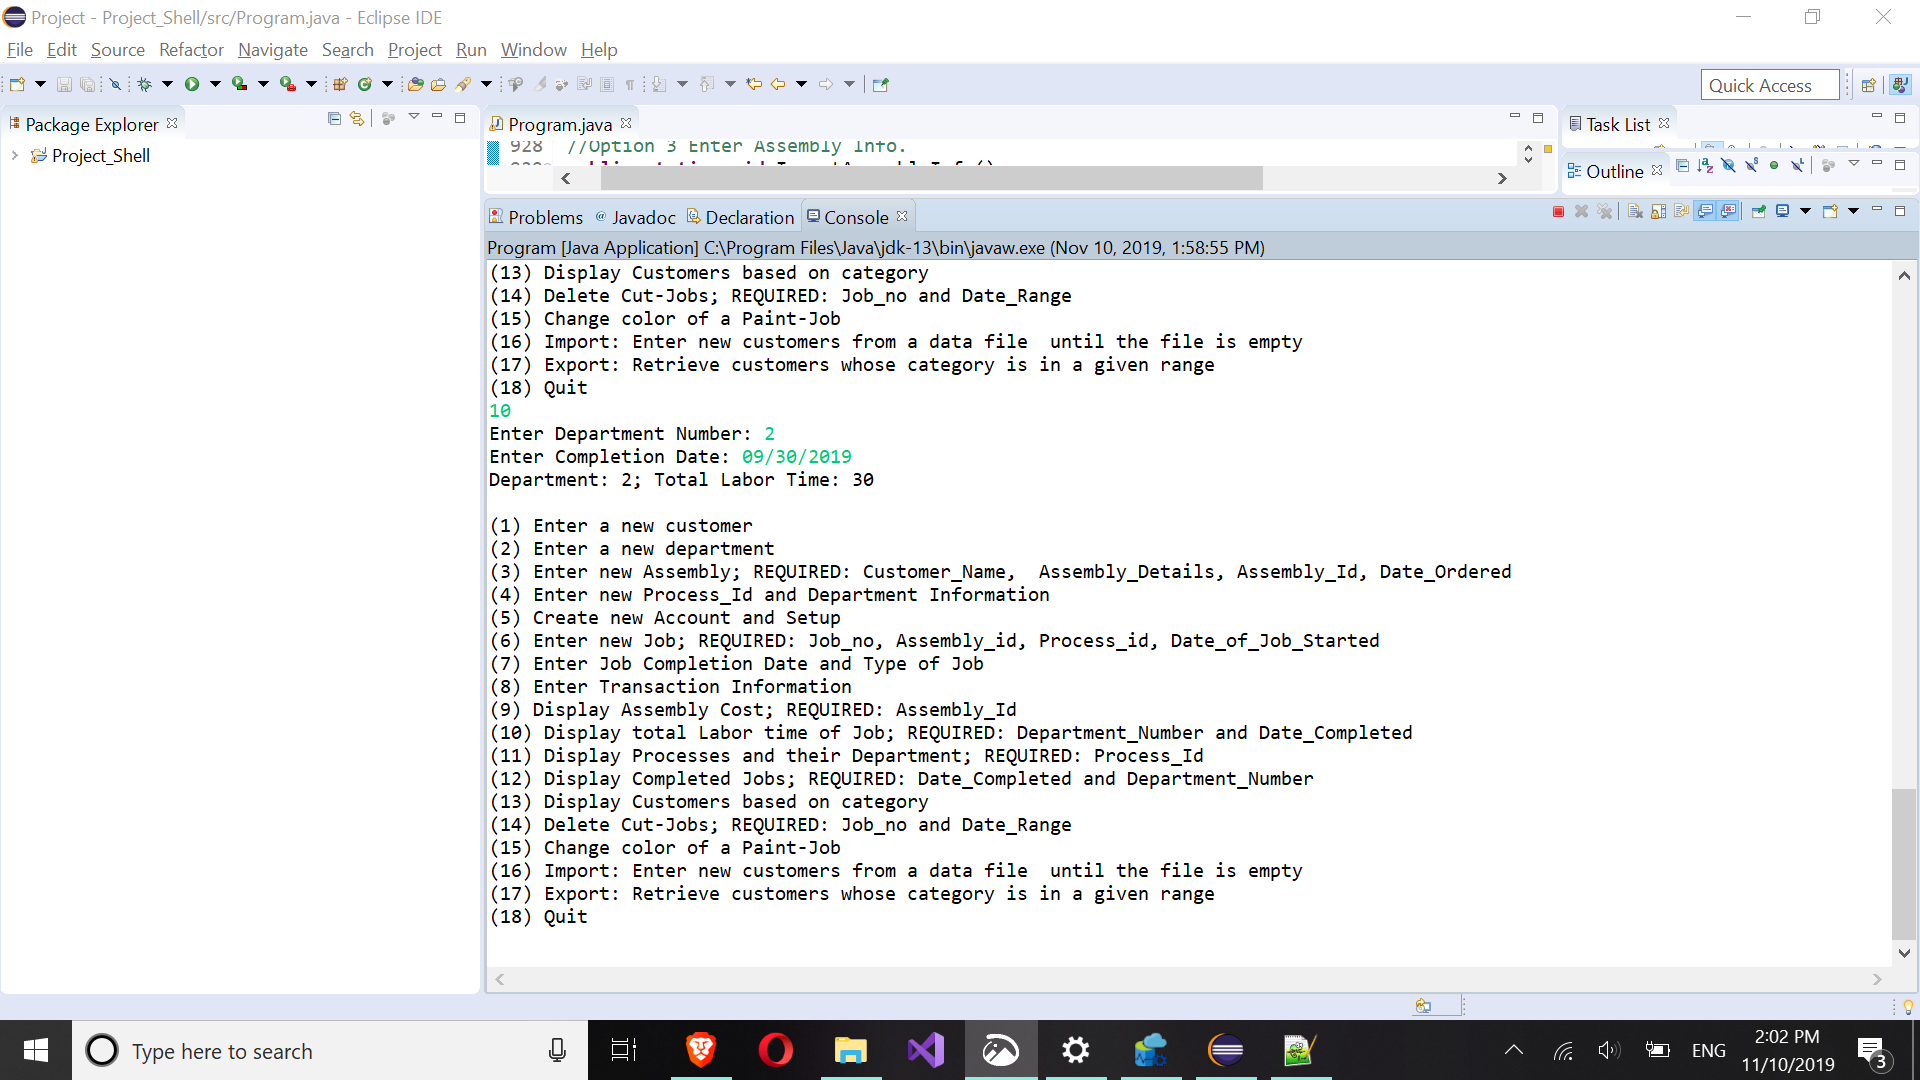 Project - Project_Shell/src/Program.java - Eclipse IDE
File Edit Source Refactor Navigate Search Project Run Window Help
Quick Access
Package Explorer
Project_Shell
Program.java
928 //Option 3 Enter Assembly Info.
Task List
Outline
Problems @ Javadoc Declaration Console
Program [Java Application] C:\Program Files\Java\jdk-13\bin\javaw.exe (Nov 10, 2019, 1:58:55 PM)
(13) Display Customers based on category
(14) Delete Cut-Jobs; REQUIRED: Job_no and Date_Range
(15) Change color of a Paint-Job
(16) Import: Enter new customers from a data file  until the file is empty
(17) Export: Retrieve customers whose category is in a given range
(18) Quit
10
Enter Department Number: 2
Enter Completion Date: 09/30/2019
Department: 2; Total Labor Time: 30
(1) Enter a new customer
(2) Enter a new department
(3) Enter new Assembly; REQUIRED: Customer_Name,  Assembly_Details, Assembly_Id, Date_Ordered
(4) Enter new Process_Id and Department Information
(5) Create new Account and Setup
(6) Enter new Job; REQUIRED: Job_no, Assembly_id, Process_id, Date_of_Job_Started
(7) Enter Job Completion Date and Type of Job
(8) Enter Transaction Information
(9) Display Assembly Cost; REQUIRED: Assembly_Id
(10) Display total Labor time of Job; REQUIRED: Department_Number and Date_Completed
(11) Display Processes and their Department; REQUIRED: Process_Id
(12) Display Completed Jobs; REQUIRED: Date_Completed and Department_Number
(13) Display Customers based on category
(14) Delete Cut-Jobs; REQUIRED: Job_no and Date_Range
(15) Change color of a Paint-Job
(16) Import: Enter new customers from a data file  until the file is empty
(17) Export: Retrieve customers whose category is in a given range
(18) Quit
Type here to search
ENG
2:02 PM
11/10/2019
3